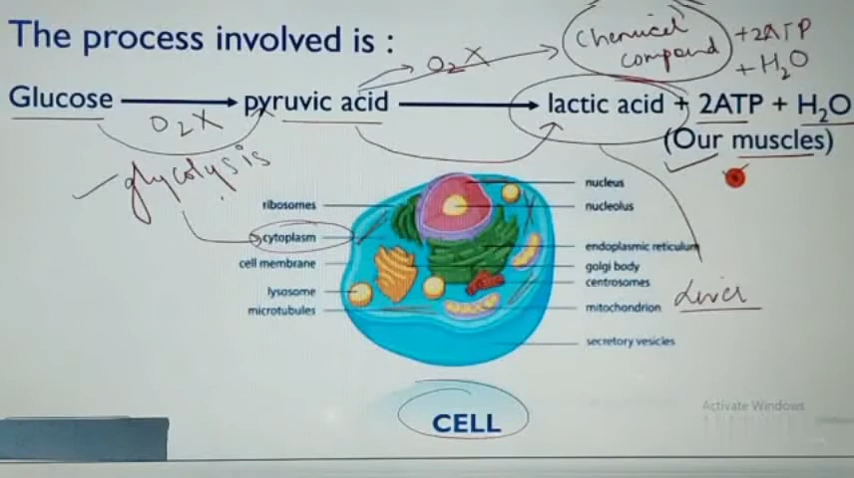 The process involved is :
Chemical compound
+2ATP
+H₂O
O₂X
Glucose → pyruvic acid → lactic acid + 2ATP + H₂O
O₂X
(Our muscles)
glycolysis
ribosomes
cytoplasm
cell membrane
lysosome
microtubules
nucleus
nucleolus
endoplasmic reticulum
golgi body
centrosomes
mitochondrion
secretory vesicles
Liver
CELL
Activate Windows